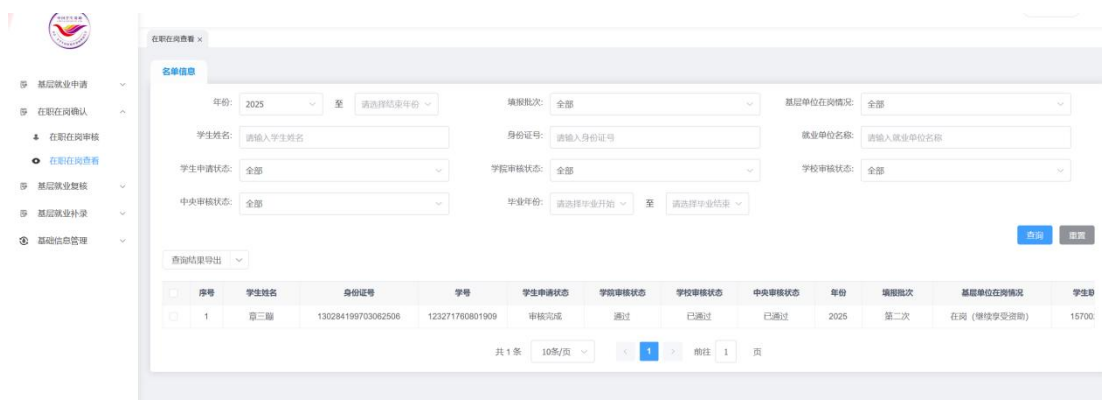 在职在岗查看 ×
基层就业申请
在职在岗确认
在职在岗审核
在职在岗查看
基层就业复核
基层就业补录
基础信息管理
名单信息
年份: 2025 至 请选择结束年份 填报批次: 全部 基层单位在岗情况: 全部
学生姓名: 请输入学生姓名 身份证号: 请输入身份证号 就业单位名称: 请输入就业单位名称
学生申请状态: 全部 学院审核状态: 全部 学校审核状态: 全部
中央审核状态: 全部 毕业年份: 请选择毕业开始 至 请选择毕业结束
查询 重置
查询结果导出
序号 学生姓名 身份证号 学号 学生申请状态 学院审核状态 学校审核状态 中央审核状态 年份 填报批次 基层单位在岗情况 学生联
1 章三巅 130284199703062506 123271760801909 审核完成 通过 已通过 已通过 2025 第二次 在岗（继续享受资助） 15700
共 1 条 10条/页 < 1 > 前往 1 页